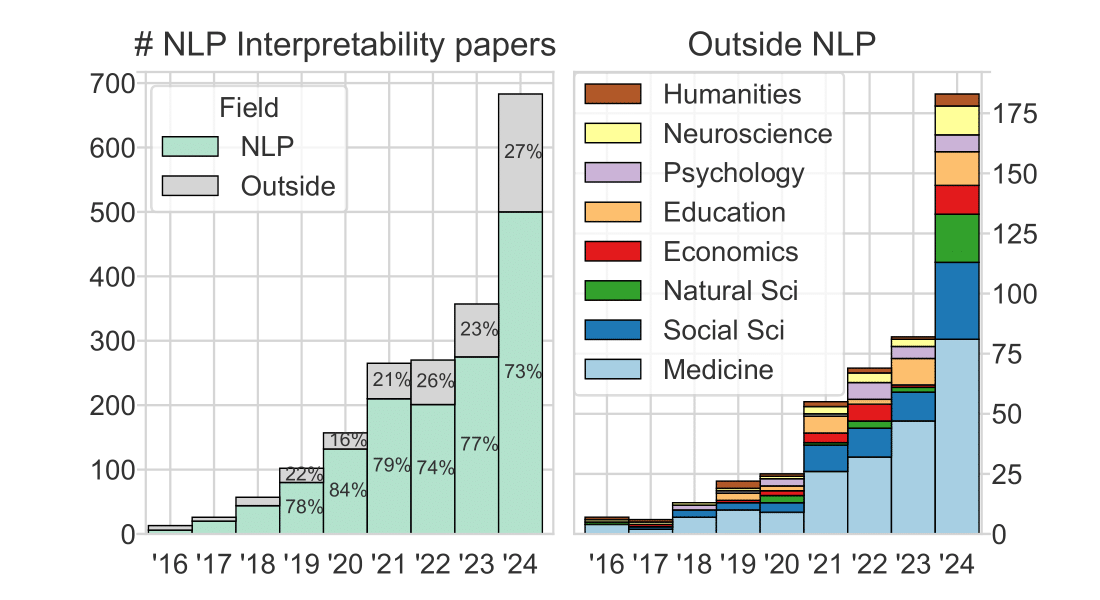 # NLP Interpretability papers
Outside NLP
700
600
500
400
300
200
100
0
Field
NLP
Outside
22%
78%
16%
84%
21%
79%
26%
74%
23%
77%
27%
73%
'16 '17 '18 '19 '20 '21 '22 '23 '24
Humanities
Neuroscience
Psychology
Education
Economics
Natural Sci
Social Sci
Medicine
175
150
125
100
75
50
25
0
'16 '17 '18 '19 '20 '21 '22 '23 '24